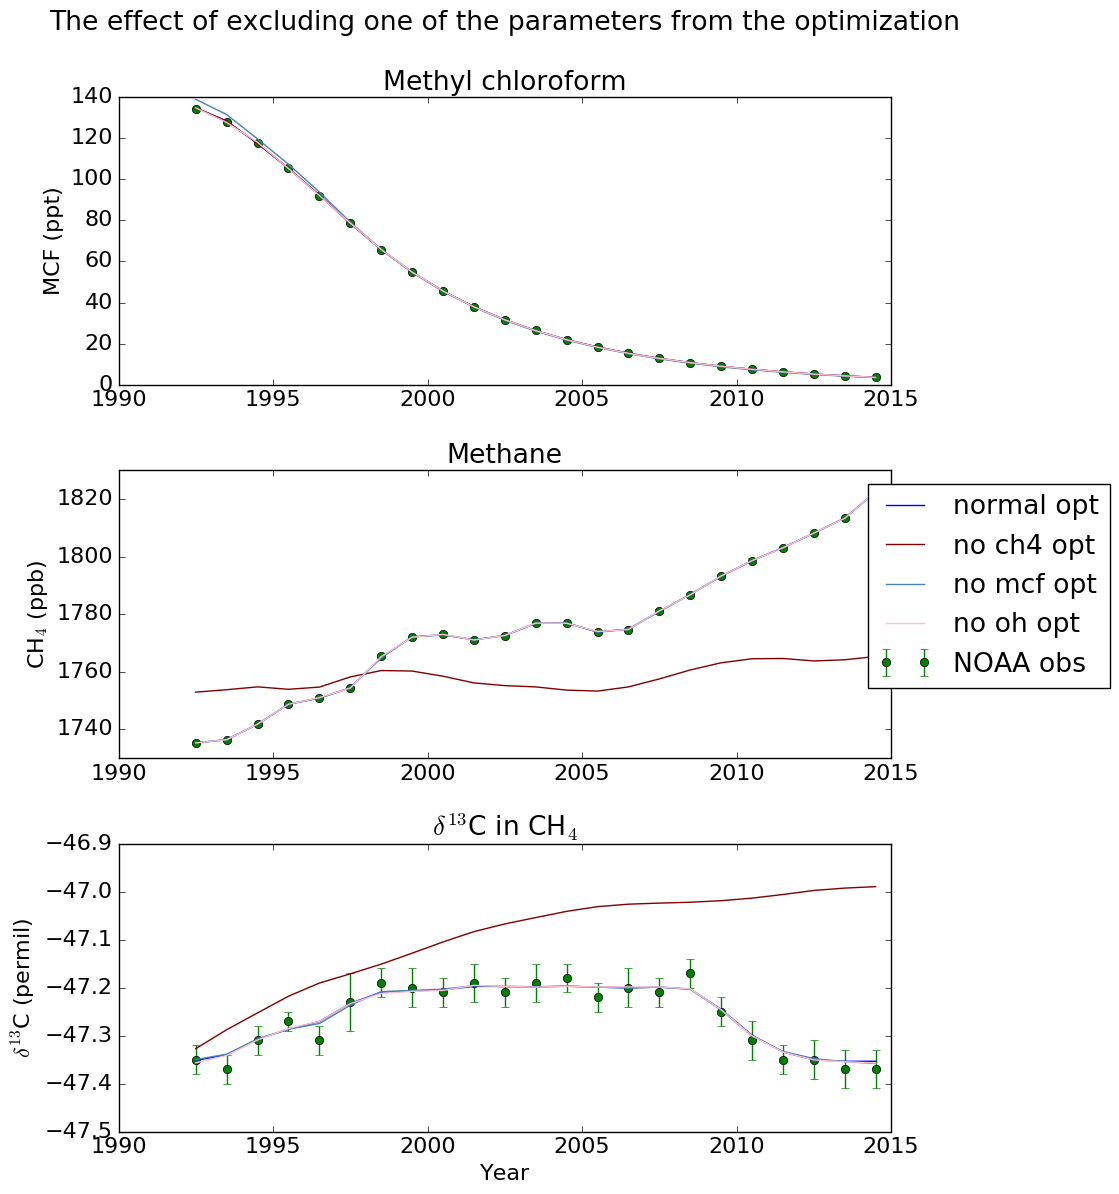 The effect of excluding one of the parameters from the optimization
Methyl chloroform
MCF (ppt)
140
120
100
80
60
40
20
0
1990 1995 2000 2005 2010 2015
Methane
CH₄ (ppb)
1820
1800
1780
1760
1740
1990 1995 2000 2005 2010 2015
normal opt
no ch4 opt
no mcf opt
no oh opt
NOAA obs
δ¹³C in CH₄
δ¹³C (permil)
−46.9
−47.0
−47.1
−47.2
−47.3
−47.4
−47.5
1990 1995 2000 2005 2010 2015
Year